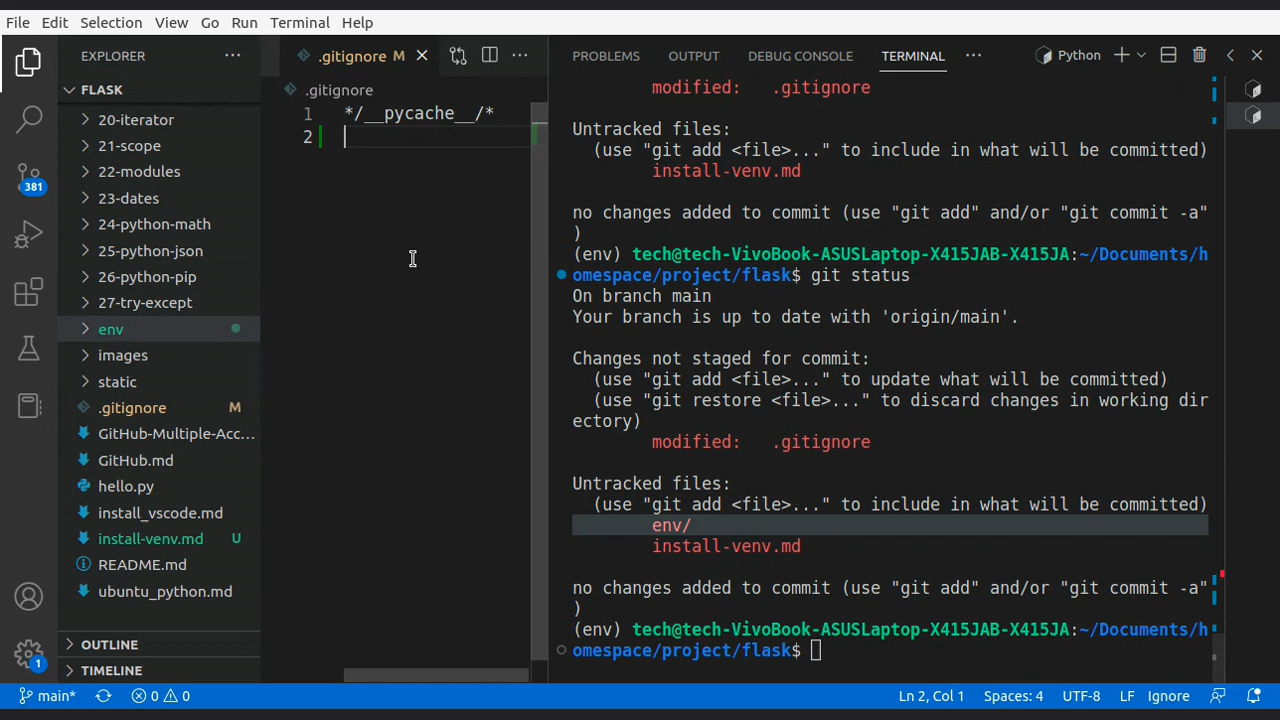 File Edit Selection View Go Run Terminal Help
EXPLORER
FLASK
20-iterator
21-scope
22-modules
23-dates
24-python-math
25-python-json
26-python-pip
27-try-except
env
images
static
.gitignore M
GitHub-Multiple-Acc...
GitHub.md
hello.py
install_vscode.md
install-venv.md U
README.md
ubuntu_python.md
OUTLINE
TIMELINE
381
1
.gitignore M
.gitignore
1 */__pycache__/*
2
PROBLEMS OUTPUT DEBUG CONSOLE TERMINAL Python
modified: .gitignore
Untracked files:
(use "git add <file>..." to include in what will be committed)
install-venv.md
no changes added to commit (use "git add" and/or "git commit -a"
)
(env) tech@tech-VivoBook-ASUSLaptop-X415JAB-X415JA:~/Documents/h
omespace/project/flask$ git status
On branch main
Your branch is up to date with 'origin/main'.
Changes not staged for commit:
(use "git add <file>..." to update what will be committed)
(use "git restore <file>..." to discard changes in working dir
ectory)
modified: .gitignore
Untracked files:
(use "git add <file>..." to include in what will be committed)
env/
install-venv.md
no changes added to commit (use "git add" and/or "git commit -a"
)
(env) tech@tech-VivoBook-ASUSLaptop-X415JAB-X415JA:~/Documents/h
omespace/project/flask$
main* 0 0 Ln 2, Col 1 Spaces: 4 UTF-8 LF Ignore